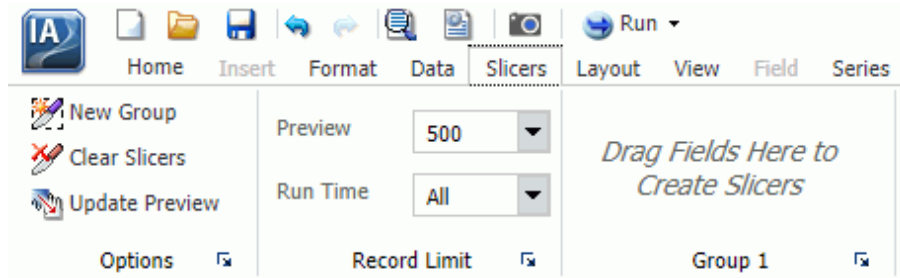 IA
Run
Home Insert Format Data Slicers Layout View Field Series
New Group
Clear Slicers
Update Preview
Options
Preview 500
Run Time All
Record Limit
Drag Fields Here to
Create Slicers
Group 1